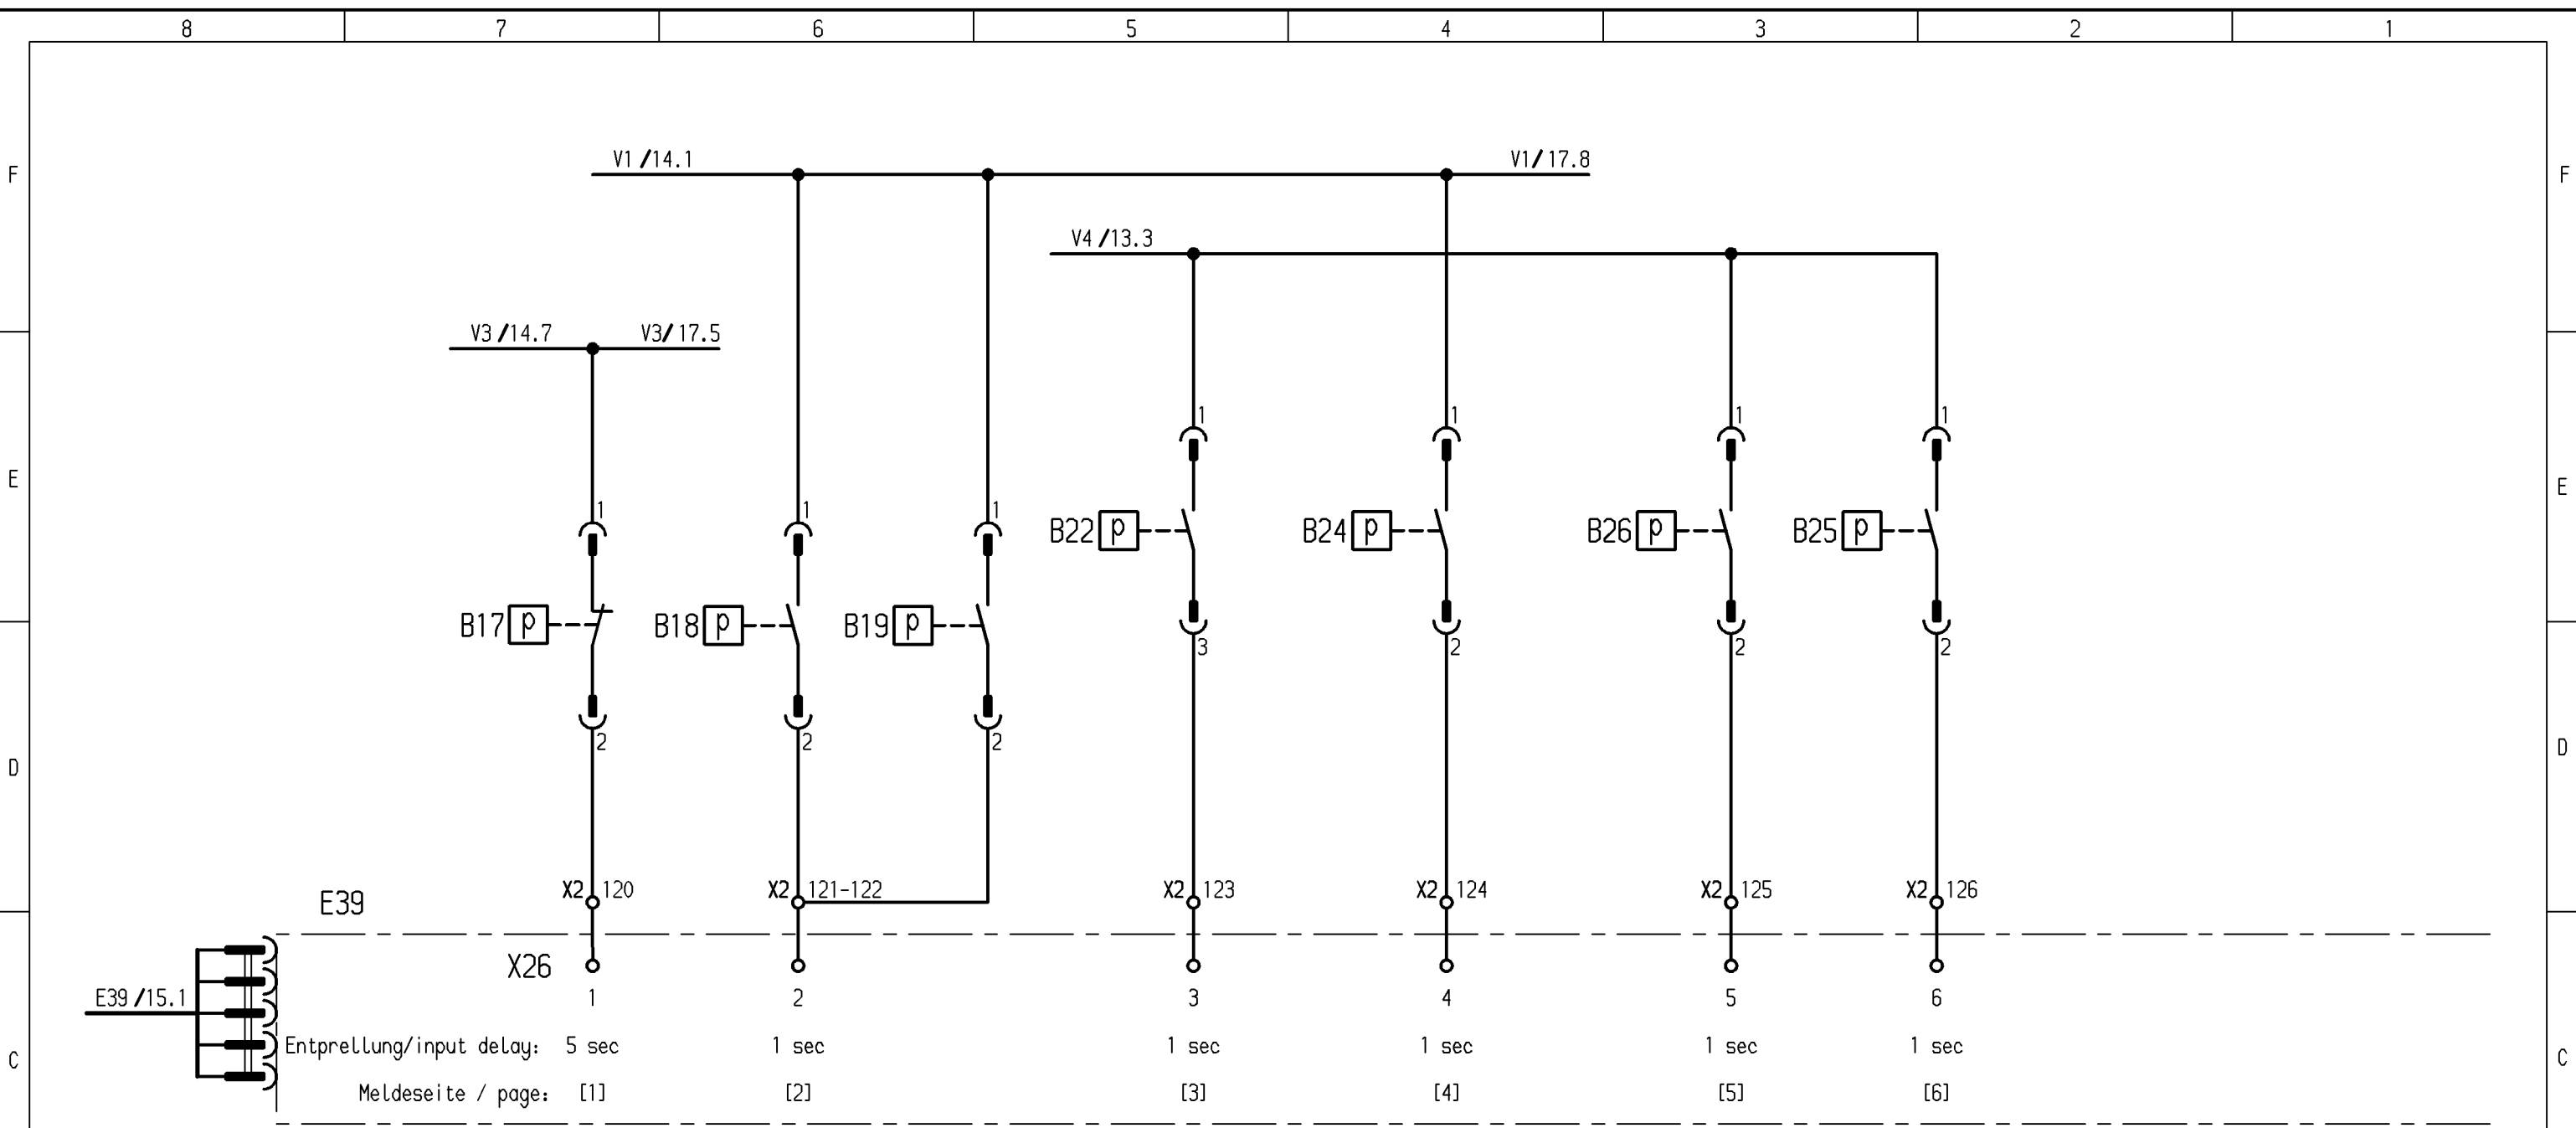 8 7 6 5 4 3 2 1
V1 /14.1 V1/17.8
F F
V4 /13.3
V3 /14.7 V3/17.5
1 1 1 1
E E
1 1 1
B22 p B24 p B26 p B25 p
B17 p B18 p B19 p
3 2 2 2
2 2 2
D D
X2 120 X2 121-122 X2 123 X2 124 X2 125 X2 126
E39
X26
E39 /15.1 1 2 3 4 5 6
Entprellung/input delay: 5 sec 1 sec 1 sec 1 sec 1 sec 1 sec
C C
Meldeseite / page: [1] [2] [3] [4] [5] [6]